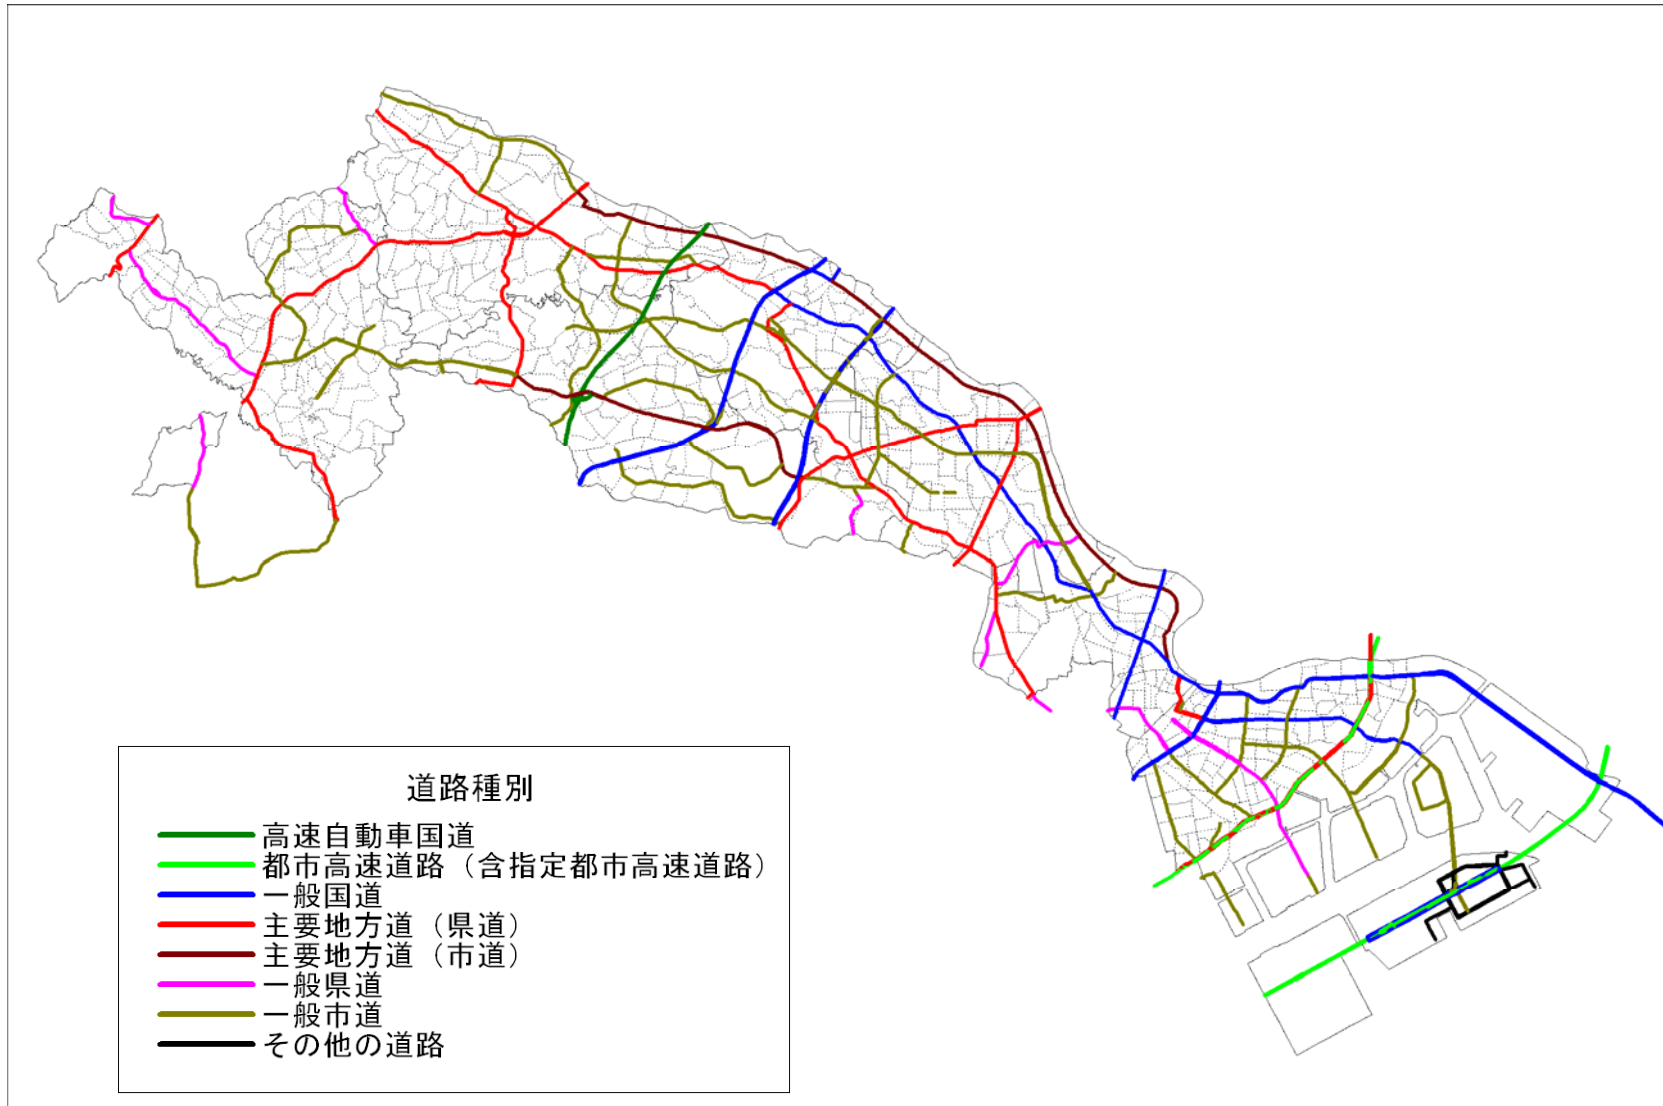 道路種別
高速自動車国道
都市高速道路（含指定都市高速道路）
一般国道
主要地方道（県道）
主要地方道（市道）
一般県道
一般市道
その他の道路